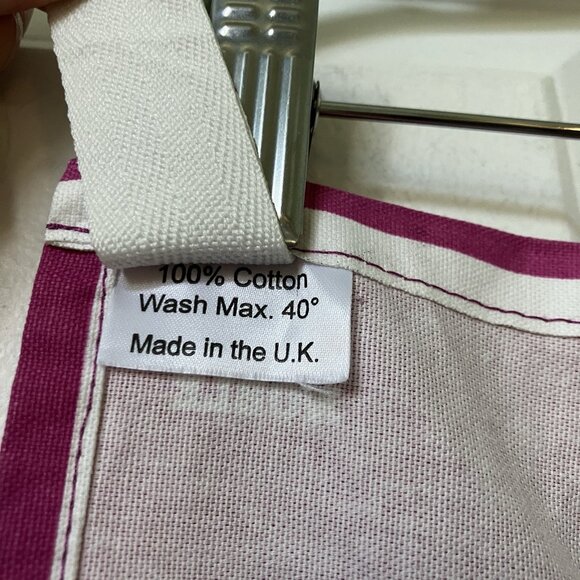 100% Cotton
Wash Max. 40°
Made in the U.K.